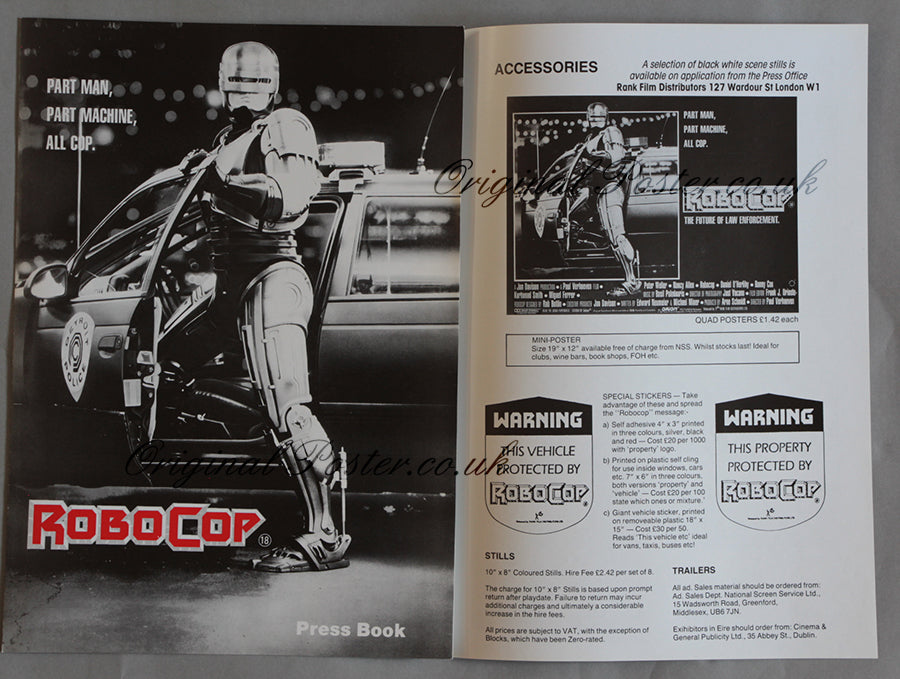 PART MAN,
PART MACHINE,
ALL COP.
DETROIT
POLICE
ROBOCOP
18
Press Book
Original Poster.co.uk
ACCESSORIES
A selection of black white scene stills is
available on application from the Press Office
Rank Film Distributors 127 Wardour St London W1
PART MAN,
PART MACHINE,
ALL COP.
Original Poster.co.uk
ROBOCOP
THE FUTURE OF LAW ENFORCEMENT.
QUAD POSTERS £1.42 each
MINI-POSTER
Size 19" x 12" available free of charge from NSS. Whilst stocks last! Ideal for
clubs, wine bars, book shops, FOH etc.
WARNING
THIS VEHICLE
PROTECTED BY
ROBOCOP
SPECIAL STICKERS — Take
advantage of these and spread
the "Robocop" message:-
a) Self adhesive 4" x 3" printed
in three colours, silver, black
and red — Cost £20 per 1000
with 'property' logo.
b) Printed on plastic self cling
for use inside windows, cars
etc. 7" x 6" in three colours,
both versions 'property' and
'vehicle' — Cost £20 per 100
state which ones or mixture.'
c) Giant vehicle sticker, printed
on removeable plastic 18" x
15" — Cost £30 per 50.
Reads 'This vehicle etc' ideal
for vans, taxis, buses etc!
WARNING
THIS PROPERTY
PROTECTED BY
ROBOCOP
STILLS
10" x 8" Coloured Stills. Hire Fee £2.42 per set of 8.
The charge for 10" x 8" Stills is based upon prompt
return after playdate. Failure to return may incur
additional charges and ultimately a considerable
increase in the hire fees.
All prices are subject to VAT, with the exception of
Blocks, which have been Zero-rated.
TRAILERS
All ad. Sales material should be ordered from:
Ad. Sales Dept. National Screen Service Ltd.,
15 Wadsworth Road, Greenford,
Middlesex, UB6 7JN.
Exhibitors in Eire should order from: Cinema &
General Publicity Ltd., 35 Abbey St., Dublin.